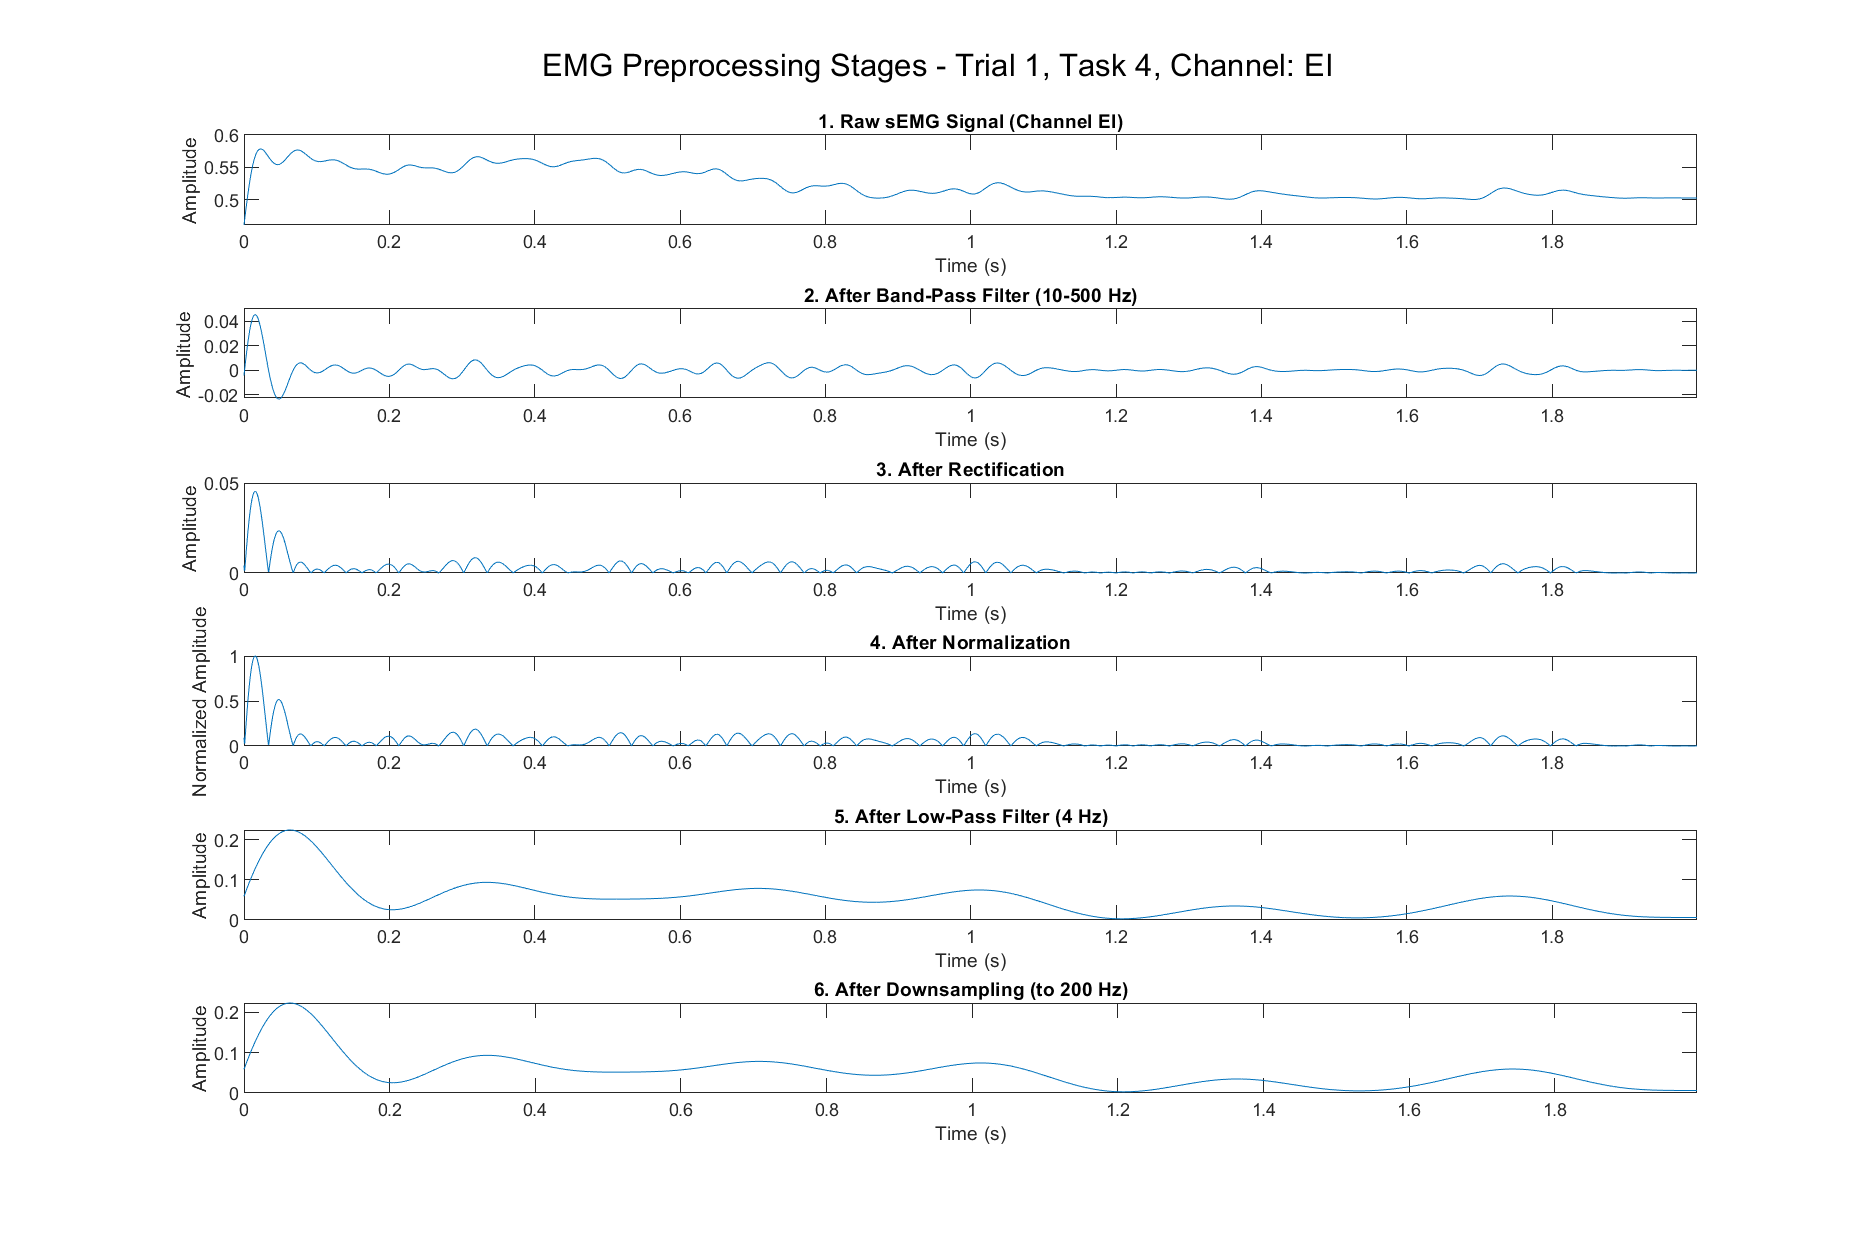 EMG Preprocessing Stages - Trial 1, Task 4, Channel: EI
1. Raw sEMG Signal (Channel EI)
Amplitude
0.6
0.55
0.5
0 0.2 0.4 0.6 0.8 1 1.2 1.4 1.6 1.8
Time (s)
2. After Band-Pass Filter (10-500 Hz)
Amplitude
0.04
0.02
0
-0.02
0 0.2 0.4 0.6 0.8 1 1.2 1.4 1.6 1.8
Time (s)
3. After Rectification
Amplitude
0.05
0
0 0.2 0.4 0.6 0.8 1 1.2 1.4 1.6 1.8
Time (s)
4. After Normalization
Normalized Amplitude
1
0.5
0
0 0.2 0.4 0.6 0.8 1 1.2 1.4 1.6 1.8
Time (s)
5. After Low-Pass Filter (4 Hz)
Amplitude
0.2
0.1
0
0 0.2 0.4 0.6 0.8 1 1.2 1.4 1.6 1.8
Time (s)
6. After Downsampling (to 200 Hz)
Amplitude
0.2
0.1
0
0 0.2 0.4 0.6 0.8 1 1.2 1.4 1.6 1.8
Time (s)